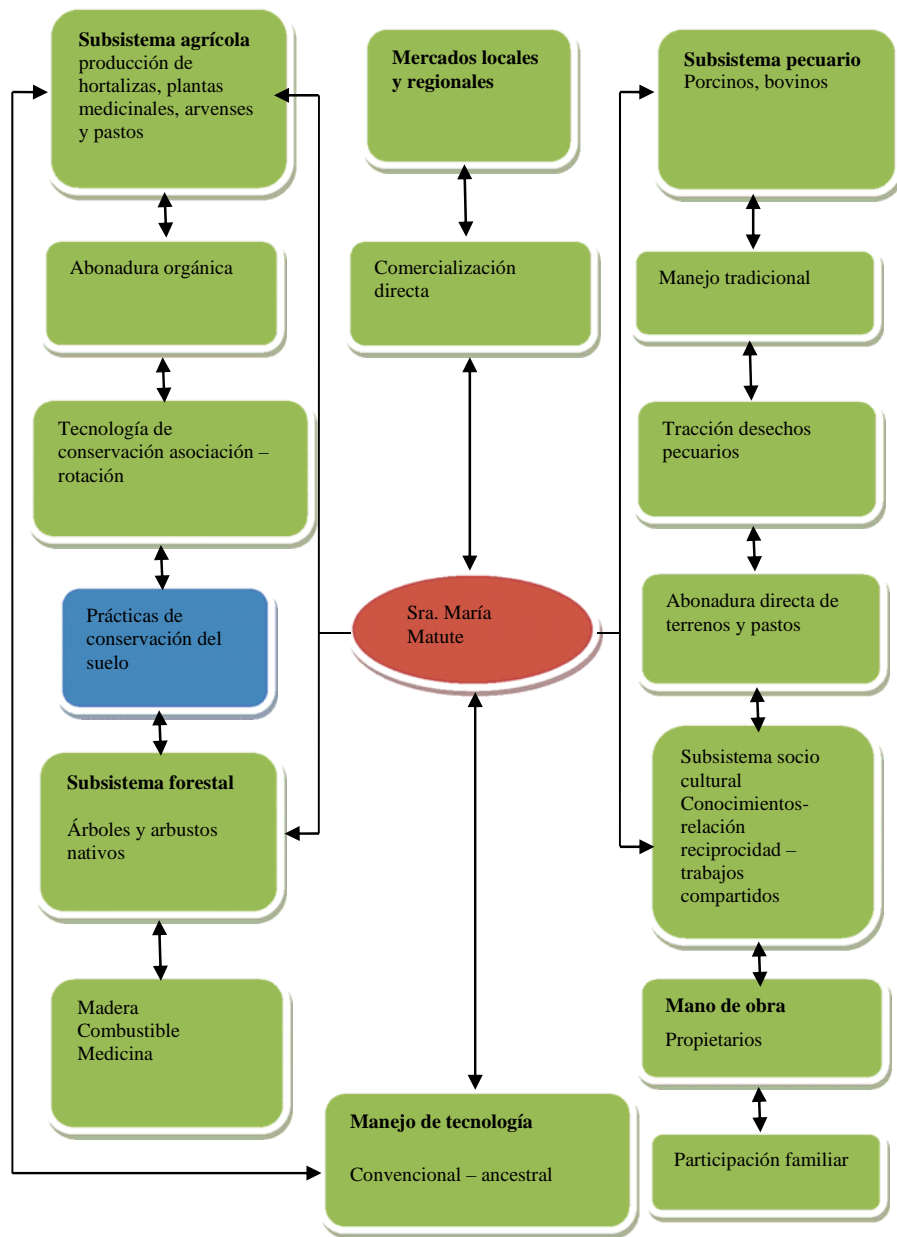 Subsistema agrícola
producción de
hortalizas, plantas
medicinales, arvenses
y pastos
Abonadura orgánica
Tecnología de
conservación asociación –
rotación
Prácticas de
conservación del
suelo
Subsistema forestal
Árboles y arbustos
nativos
Madera
Combustible
Medicina
Mercados locales
y regionales
Comercialización
directa
Sra. María
Matute
Manejo de tecnología
Convencional – ancestral
Subsistema pecuario
Porcinos, bovinos
Manejo tradicional
Tracción desechos
pecuarios
Abonadura directa de
terrenos y pastos
Subsistema socio
cultural
Conocimientos-
relación
reciprocidad –
trabajos
compartidos
Mano de obra
Propietarios
Participación familiar